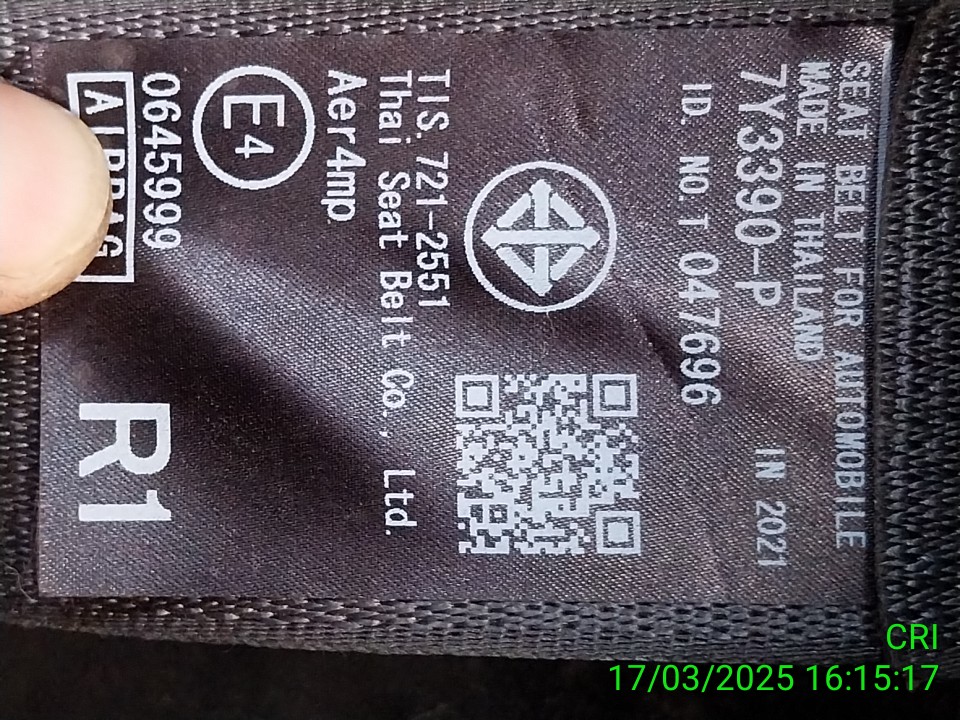 SEAT BELT FOR AUTOMOBILE
MADE IN THAILAND
7Y3390-P IN 2021
ID. NO. T 047696
TIS. 721-2551
Thai Seat Belt Co., Ltd.
Aer4mp
E4
0645999
AIRBAG R1
CRI
17/03/2025 16:15:17